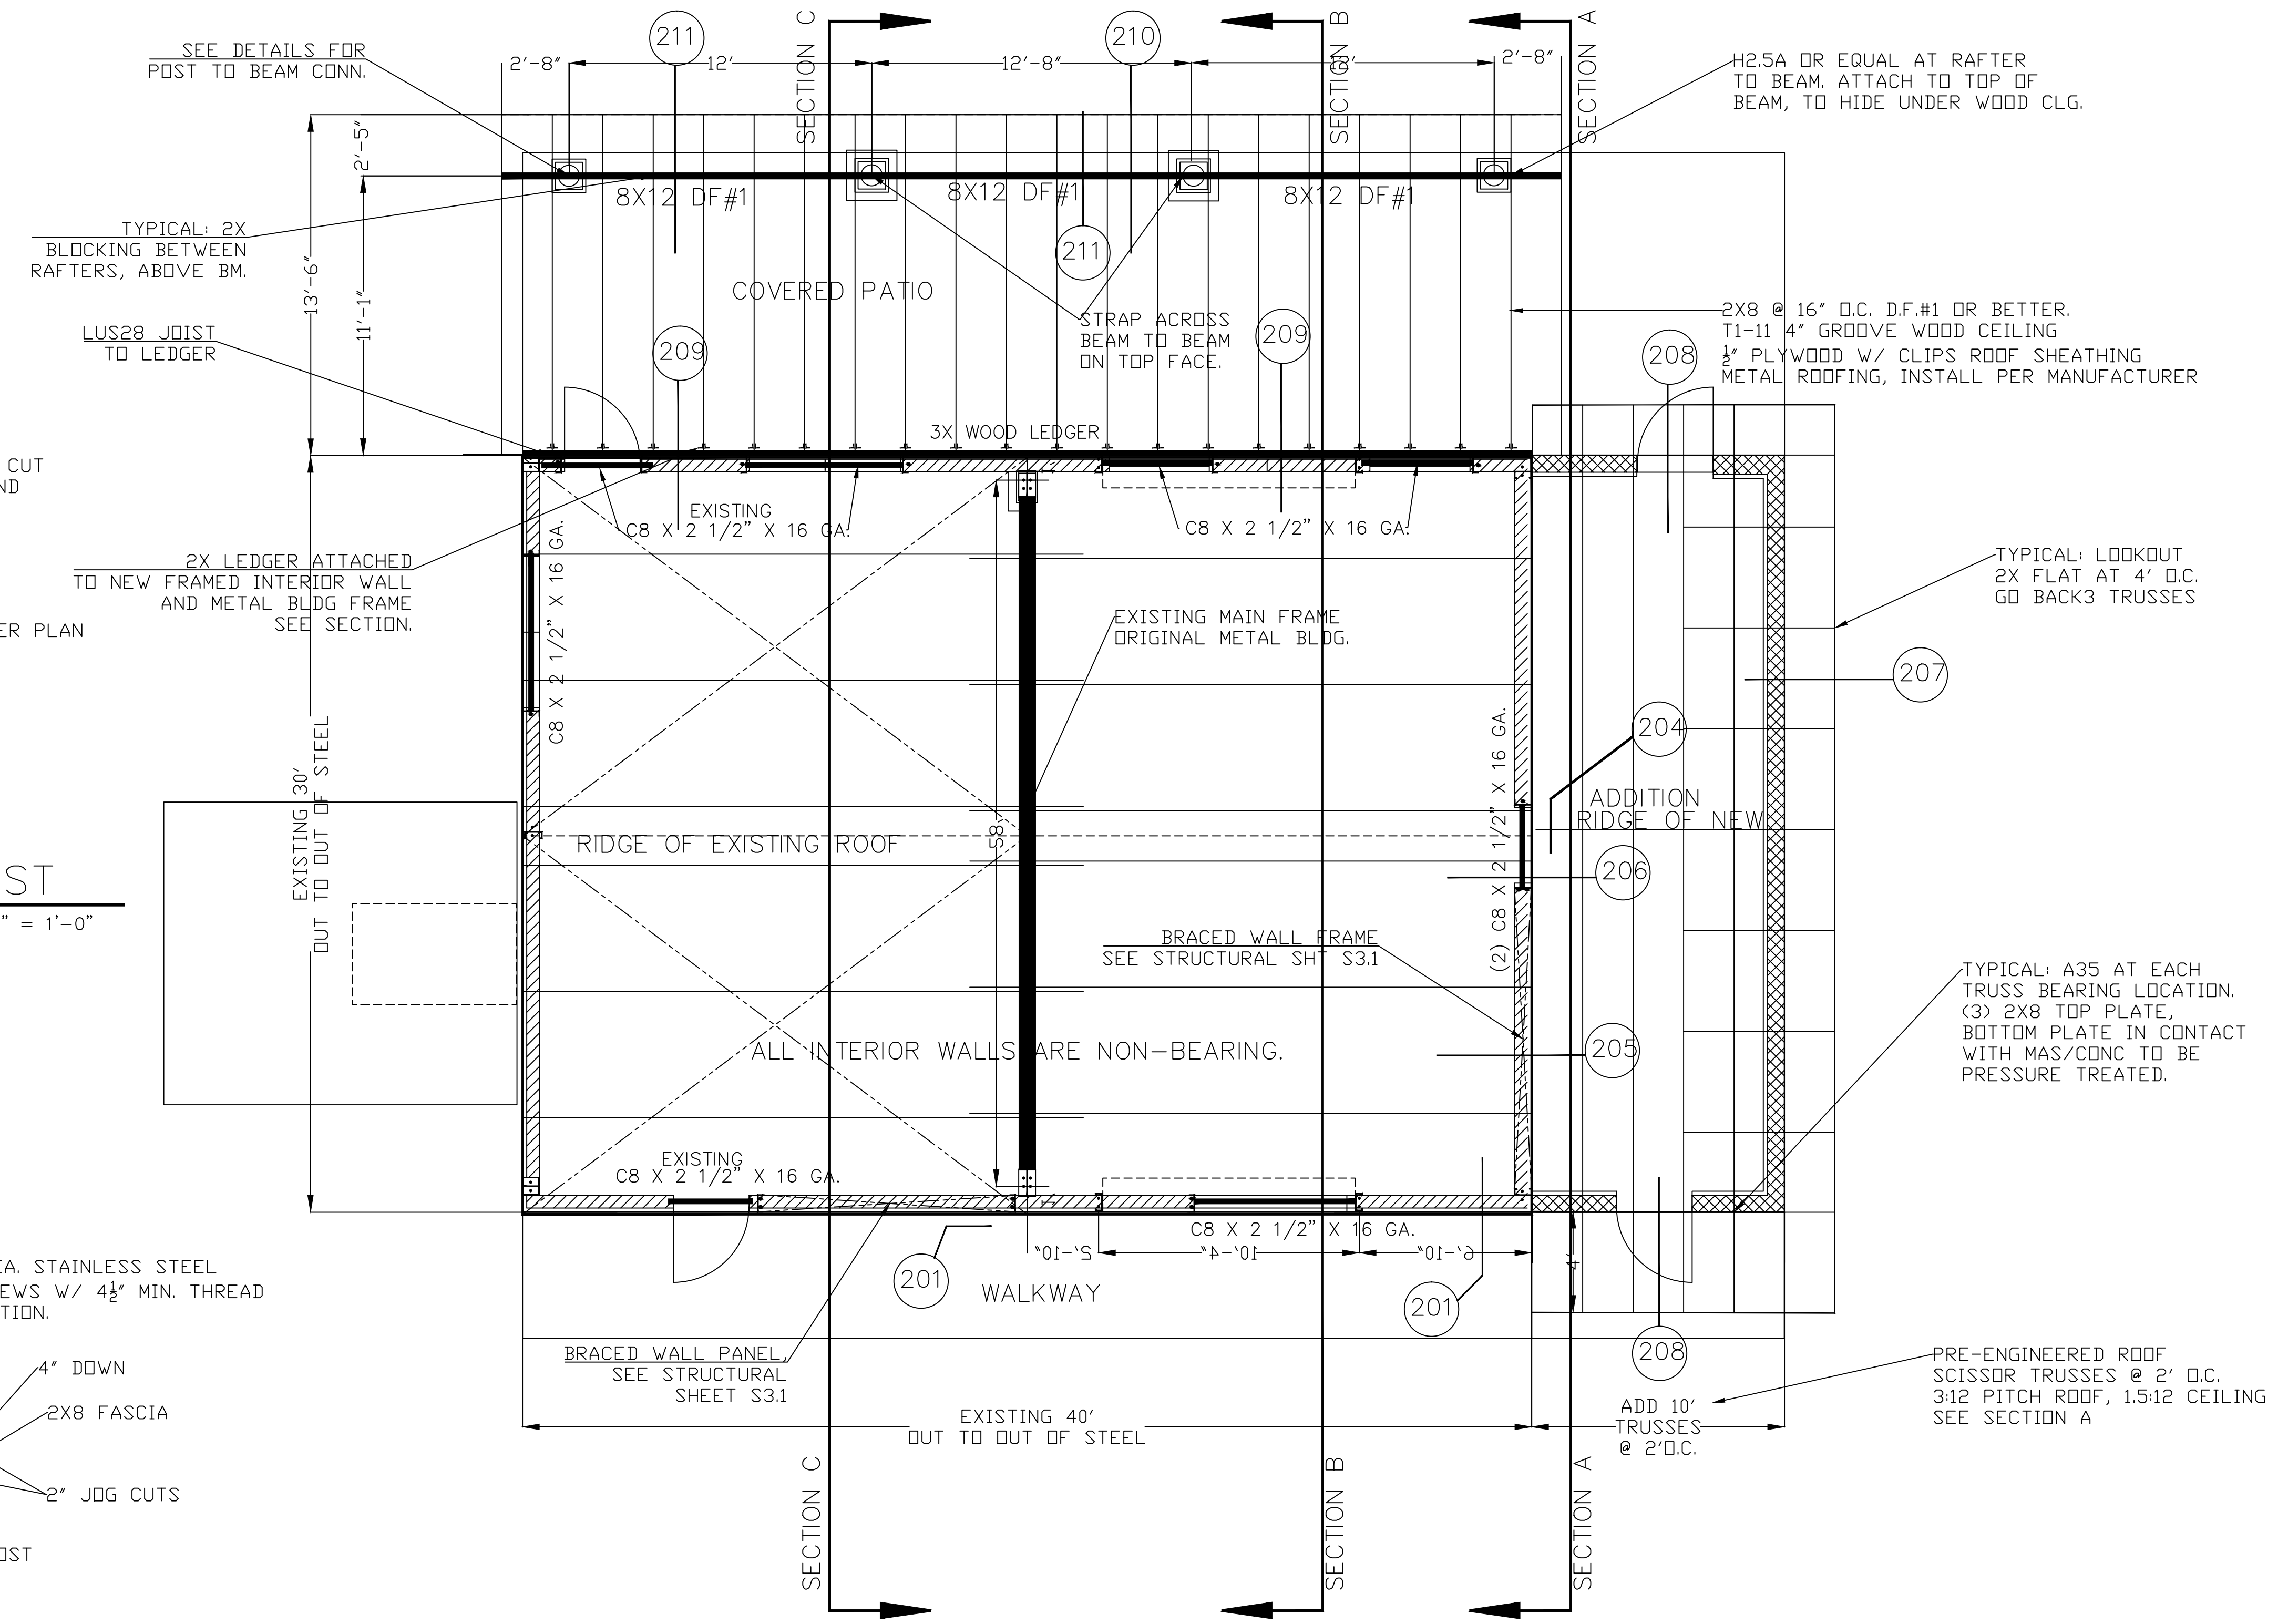 SECTION C
SECTION B
SECTION A
211
210
SEE DETAILS FOR
POST TO BEAM CONN.
2'-8"
12'
12'-8"
12'
2'-8"
H2.5A OR EQUAL AT RAFTER
TO BEAM. ATTACH TO TOP OF
BEAM, TO HIDE UNDER WOOD CLG.
2'-5"
13'-6"
11'-1"
8X12 DF#1
8X12 DF#1
8X12 DF#1
TYPICAL: 2X
BLOCKING BETWEEN
RAFTERS, ABOVE BM.
211
COVERED PATIO
LUS28 JOIST
TO LEDGER
209
STRAP ACROSS
BEAM TO BEAM
ON TOP FACE.
209
208
2X8 @ 16" O.C. D.F.#1 OR BETTER.
T1-11 4" GROOVE WOOD CEILING
½" PLYWOOD W/ CLIPS ROOF SHEATHING
METAL ROOFING, INSTALL PER MANUFACTURER
3X WOOD LEDGER
CUT
ND
EXISTING
C8 X 2 1/2" X 16 GA.
C8 X 2 1/2" X 16 GA.
C8 X 2 1/2" X 16 GA.
2X LEDGER ATTACHED
TO NEW FRAMED INTERIOR WALL
AND METAL BLDG FRAME
SEE SECTION.
ER PLAN
EXISTING MAIN FRAME
ORIGINAL METAL BLDG.
TYPICAL: LOOKOUT
2X FLAT AT 4' O.C.
GO BACK3 TRUSSES
207
204
EXISTING 30'
OUT TO OUT OF STEEL
RIDGE OF EXISTING ROOF
58'
(2) C8 X 2 1/2" X 16 GA.
ADDITION
RIDGE OF NEW
206
ST
" = 1'-0"
BRACED WALL FRAME
SEE STRUCTURAL SHT S3.1
ALL INTERIOR WALLS ARE NON-BEARING.
205
TYPICAL: A35 AT EACH
TRUSS BEARING LOCATION.
(3) 2X8 TOP PLATE,
BOTTOM PLATE IN CONTACT
WITH MAS/CONC TO BE
PRESSURE TREATED.
EXISTING
C8 X 2 1/2" X 16 GA.
C8 X 2 1/2" X 16 GA.
2'-10"
10'-4"
6'-10"
4'
201
WALKWAY
201
208
EA. STAINLESS STEEL
EWS W/ 4½" MIN. THREAD
TION.
4" DOWN
2X8 FASCIA
2" JOG CUTS
OST
BRACED WALL PANEL,
SEE STRUCTURAL
SHEET S3.1
EXISTING 40'
OUT TO OUT OF STEEL
ADD 10'
TRUSSES
@ 2'O.C.
PRE-ENGINEERED ROOF
SCISSOR TRUSSES @ 2' O.C.
3:12 PITCH ROOF, 1.5:12 CEILING
SEE SECTION A
SECTION C
SECTION B
SECTION A